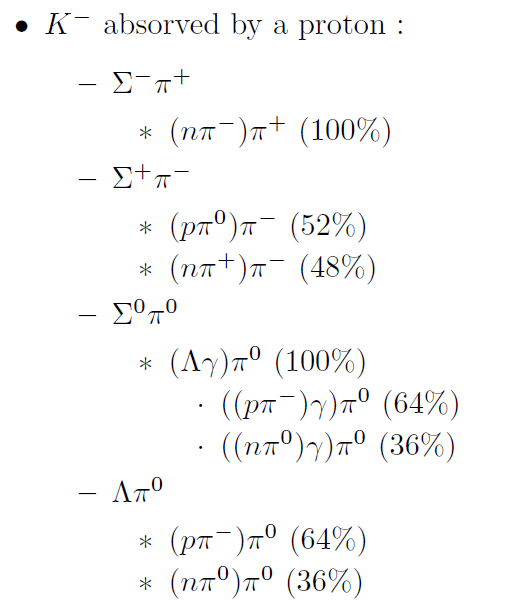 • K⁻ absorved by a proton :
– Σ⁻π⁺
∗ (nπ⁻)π⁺ (100%)
– Σ⁺π⁻
∗ (pπ⁰)π⁻ (52%)
∗ (nπ⁺)π⁻ (48%)
– Σ⁰π⁰
∗ (Λγ)π⁰ (100%)
· ((pπ⁻)γ)π⁰ (64%)
· ((nπ⁰)γ)π⁰ (36%)
– Λπ⁰
∗ (pπ⁻)π⁰ (64%)
∗ (nπ⁰)π⁰ (36%)